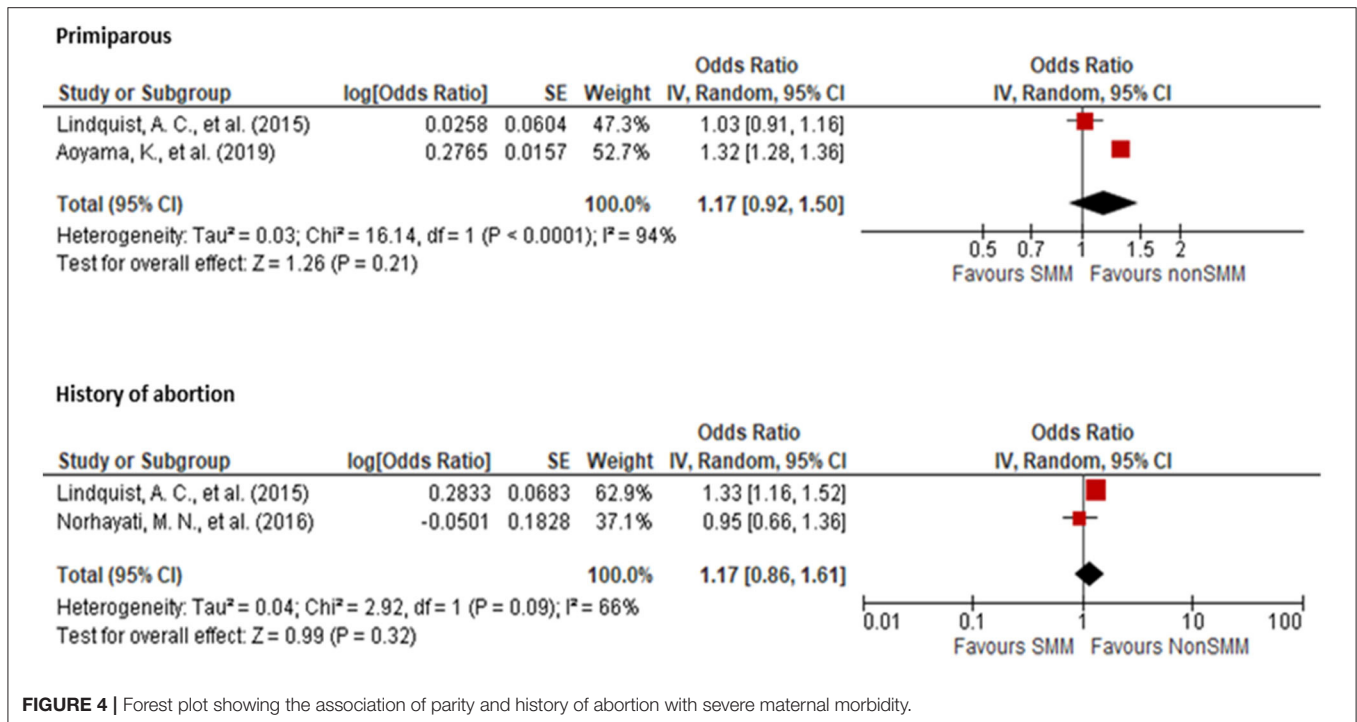 Primiparous
Odds Ratio Odds Ratio
Study or Subgroup log[Odds Ratio] SE Weight IV, Random, 95% CI IV, Random, 95% CI
Lindquist, A. C., et al. (2015) 0.0258 0.0604 47.3% 1.03 [0.91, 1.16]
Aoyama, K., et al. (2019) 0.2765 0.0157 52.7% 1.32 [1.28, 1.36]
Total (95% CI) 100.0% 1.17 [0.92, 1.50]
Heterogeneity: Tau² = 0.03; Chi² = 16.14, df = 1 (P < 0.0001); I² = 94%
Test for overall effect: Z = 1.26 (P = 0.21)
0.5 0.7 1 1.5 2
Favours SMM Favours nonSMM
History of abortion
Odds Ratio Odds Ratio
Study or Subgroup log[Odds Ratio] SE Weight IV, Random, 95% CI IV, Random, 95% CI
Lindquist, A. C., et al. (2015) 0.2833 0.0683 62.9% 1.33 [1.16, 1.52]
Norhayati, M. N., et al. (2016) -0.0501 0.1828 37.1% 0.95 [0.66, 1.36]
Total (95% CI) 100.0% 1.17 [0.86, 1.61]
Heterogeneity: Tau² = 0.04; Chi² = 2.92, df = 1 (P = 0.09); I² = 66%
Test for overall effect: Z = 0.99 (P = 0.32)
0.01 0.1 1 10 100
Favours SMM Favours NonSMM
FIGURE 4 | Forest plot showing the association of parity and history of abortion with severe maternal morbidity.